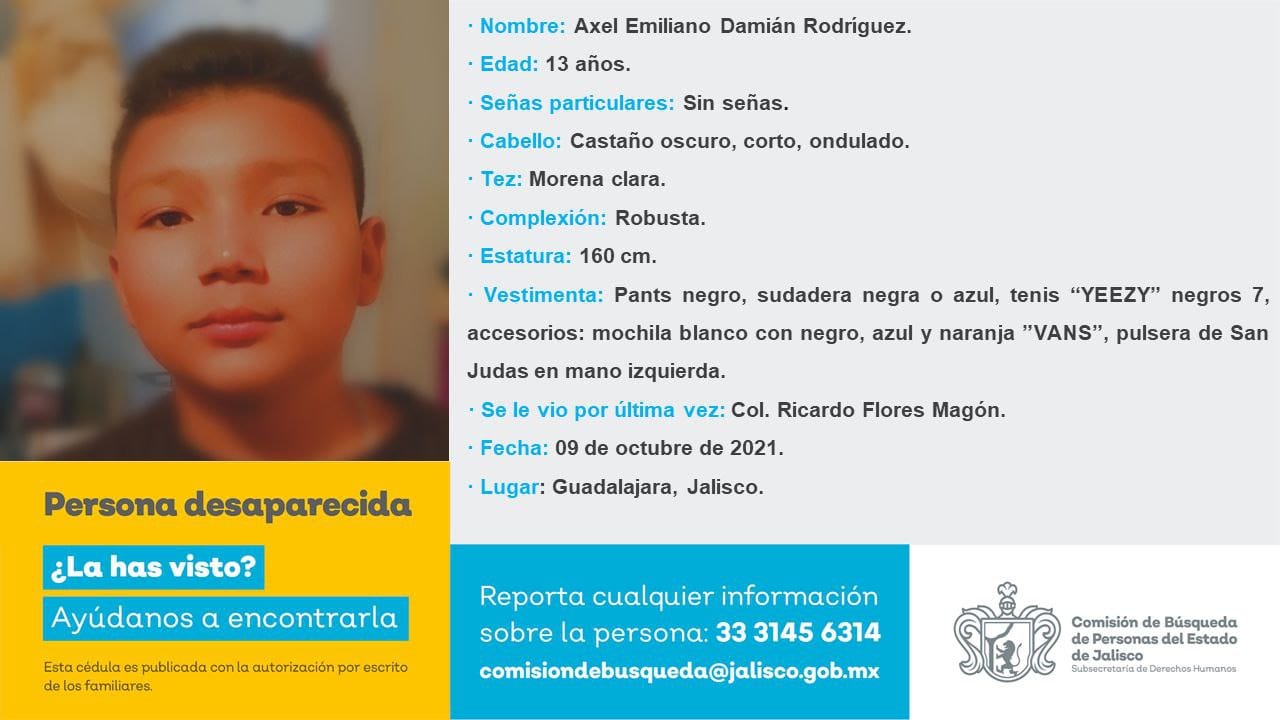 · Nombre: Axel Emiliano Damián Rodríguez.
· Edad: 13 años.
· Señas particulares: Sin señas.
· Cabello: Castaño oscuro, corto, ondulado.
· Tez: Morena clara.
· Complexión: Robusta.
· Estatura: 160 cm.
· Vestimenta: Pants negro, sudadera negra o azul, tenis “YEEZY” negros 7,
accesorios: mochila blanco con negro, azul y naranja ”VANS”, pulsera de San
Judas en mano izquierda.
· Se le vio por última vez: Col. Ricardo Flores Magón.
· Fecha: 09 de octubre de 2021.
· Lugar: Guadalajara, Jalisco.
Persona desaparecida
¿La has visto?
Ayúdanos a encontrarla
Esta cédula es publicada con la autorización por escrito
de los familiares.
Reporta cualquier información
sobre la persona: 33 3145 6314
comisiondebusqueda@jalisco.gob.mx
Comisión de Búsqueda
de Personas del Estado
de Jalisco
Subsecretaría de Derechos Humanos